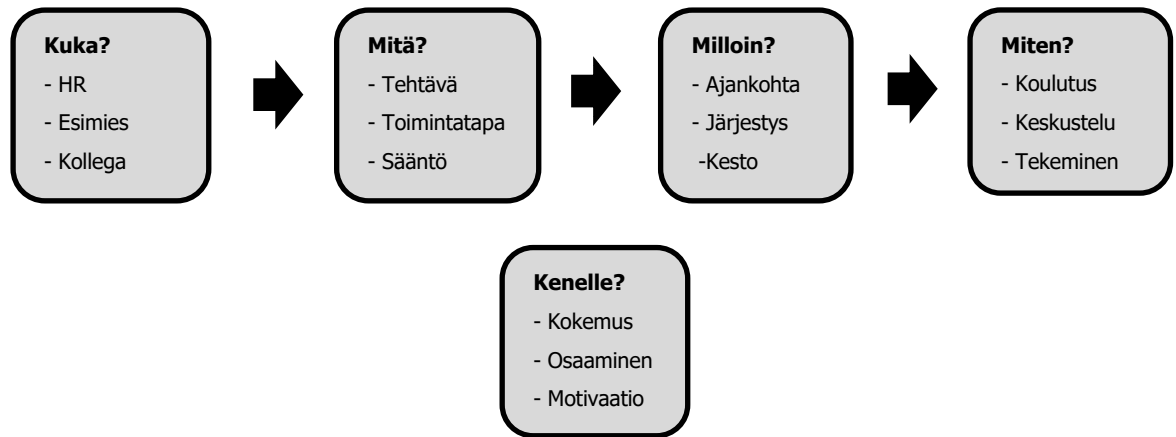 Kuka?
- HR
- Esimies
- Kollega
Mitä?
- Tehtävä
- Toimintatapa
- Sääntö
Milloin?
- Ajankohta
- Järjestys
-Kesto
Miten?
- Koulutus
- Keskustelu
- Tekeminen
Kenelle?
- Kokemus
- Osaaminen
- Motivaatio